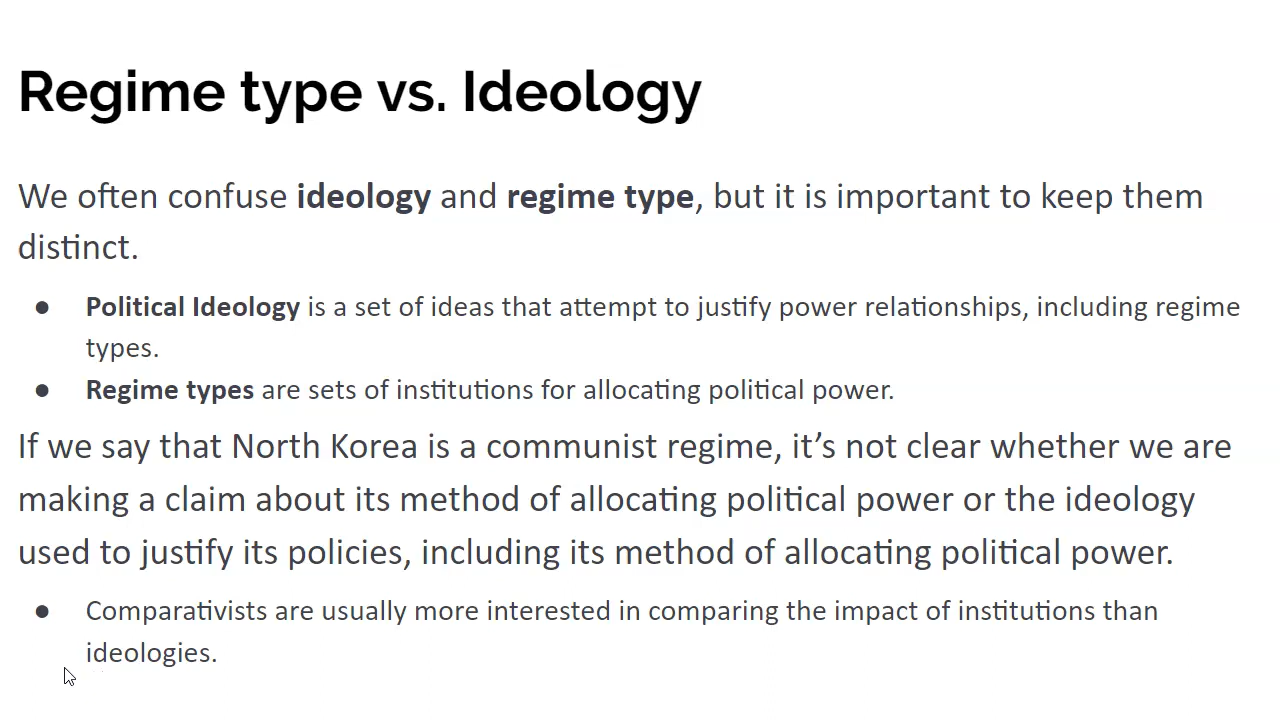 Regime type vs. Ideology
We often confuse ideology and regime type, but it is important to keep them
distinct.
● Political Ideology is a set of ideas that attempt to justify power relationships, including regime
types.
● Regime types are sets of institutions for allocating political power.
If we say that North Korea is a communist regime, it’s not clear whether we are
making a claim about its method of allocating political power or the ideology
used to justify its policies, including its method of allocating political power.
● Comparativists are usually more interested in comparing the impact of institutions than
ideologies.